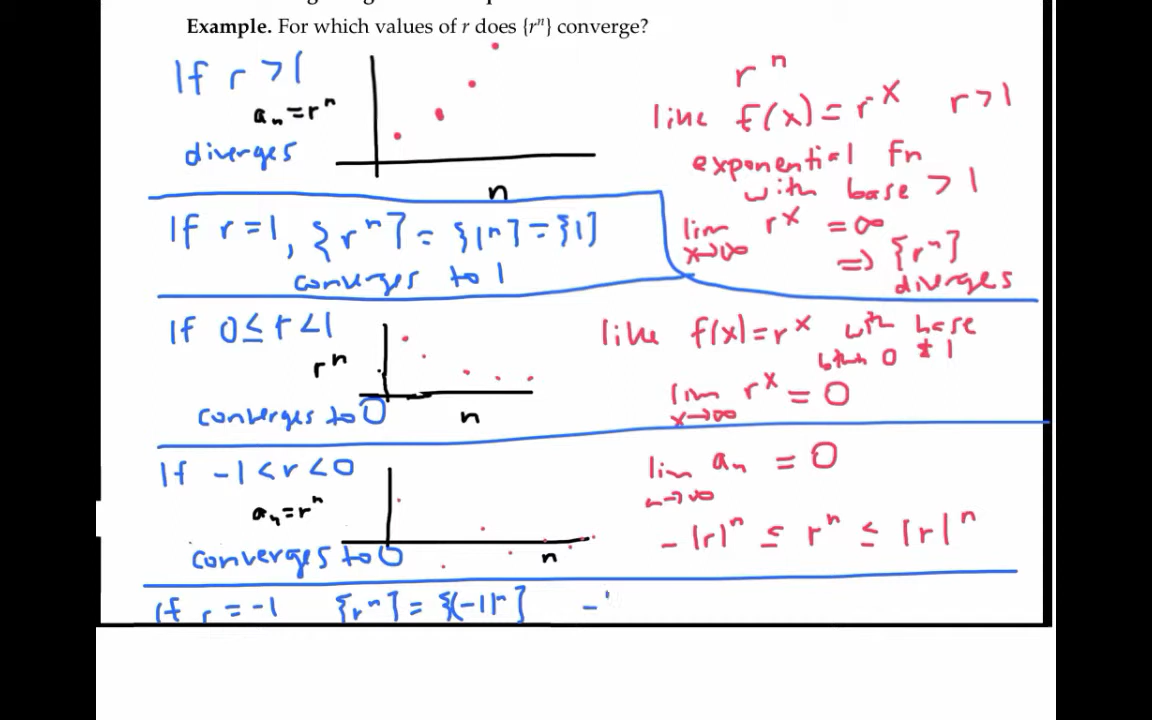 Example. For which values of r does {rⁿ} converge?
If r > 1
aₙ = rⁿ
diverges
n
rⁿ
like f(x) = rˣ r > 1
exponential fn
with base > 1
lim x→∞ rˣ = ∞
⇒ {rⁿ}
diverges
If r = 1, {rⁿ} = {1ⁿ} = {1}
converges to 1
If 0 ≤ r < 1
rⁿ
converges to 0
n
like f(x) = rˣ with base
btwn 0 + 1
lim x→∞ rˣ = 0
If -1 < r < 0
aₙ = rⁿ
converges to 0
n
lim n→∞ aₙ = 0
-|r|ⁿ ≤ rⁿ ≤ |r|ⁿ
If r = -1 {rⁿ} = {(-1)ⁿ} -